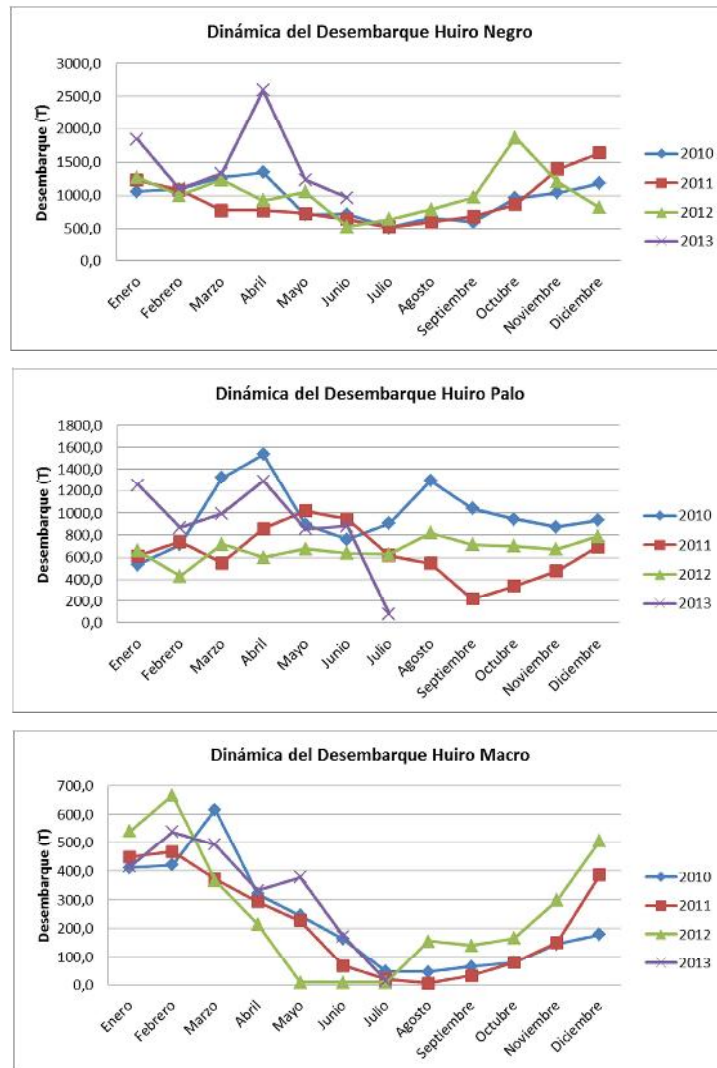 Dinámica del Desembarque Huiro Negro
Desembarque (T)
3000,0
2500,0
2000,0
1500,0
1000,0
500,0
0,0
Enero
Febrero
Marzo
Abril
Mayo
Junio
Julio
Agosto
Septiembre
Octubre
Noviembre
Diciembre
2010
2011
2012
2013
Dinámica del Desembarque Huiro Palo
Desembarque (T)
1800,0
1600,0
1400,0
1200,0
1000,0
800,0
600,0
400,0
200,0
0,0
Enero
Febrero
Marzo
Abril
Mayo
Junio
Julio
Agosto
Septiembre
Octubre
Noviembre
Diciembre
2010
2011
2012
2013
Dinámica del Desembarque Huiro Macro
Desembarque (T)
700,0
600,0
500,0
400,0
300,0
200,0
100,0
0,0
Enero
Febrero
Marzo
Abril
Mayo
Junio
Julio
Agosto
Septiembre
Octubre
Noviembre
Diciembre
2010
2011
2012
2013